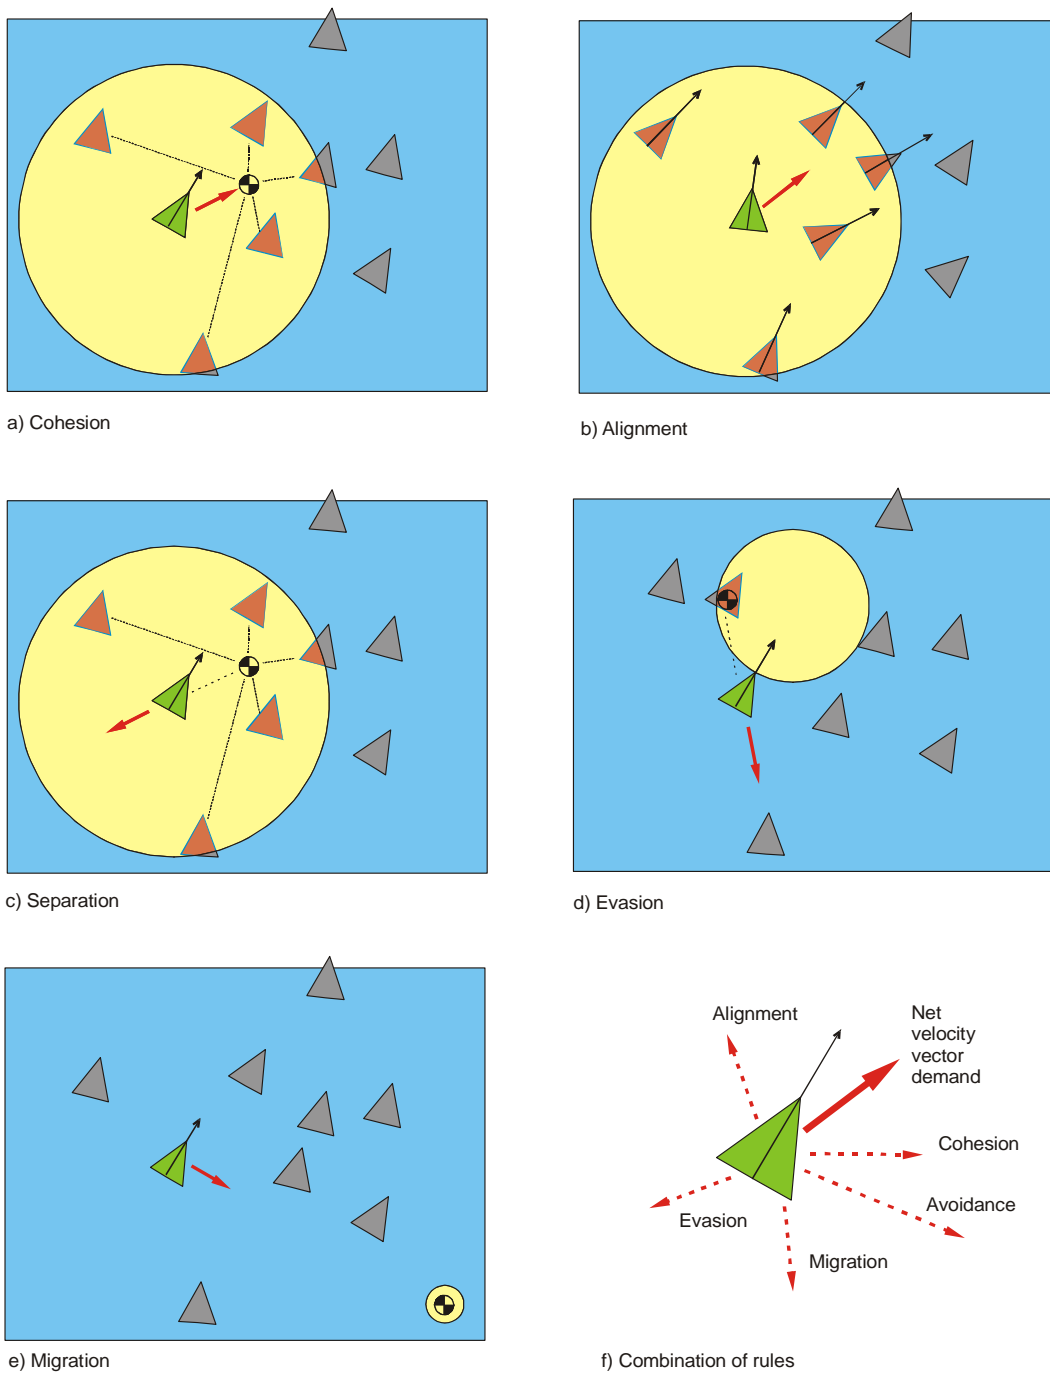 a) Cohesion
b) Alignment
c) Separation
d) Evasion
e) Migration
Alignment
Net
velocity
vector
demand
Cohesion
Avoidance
Evasion
Migration
f) Combination of rules